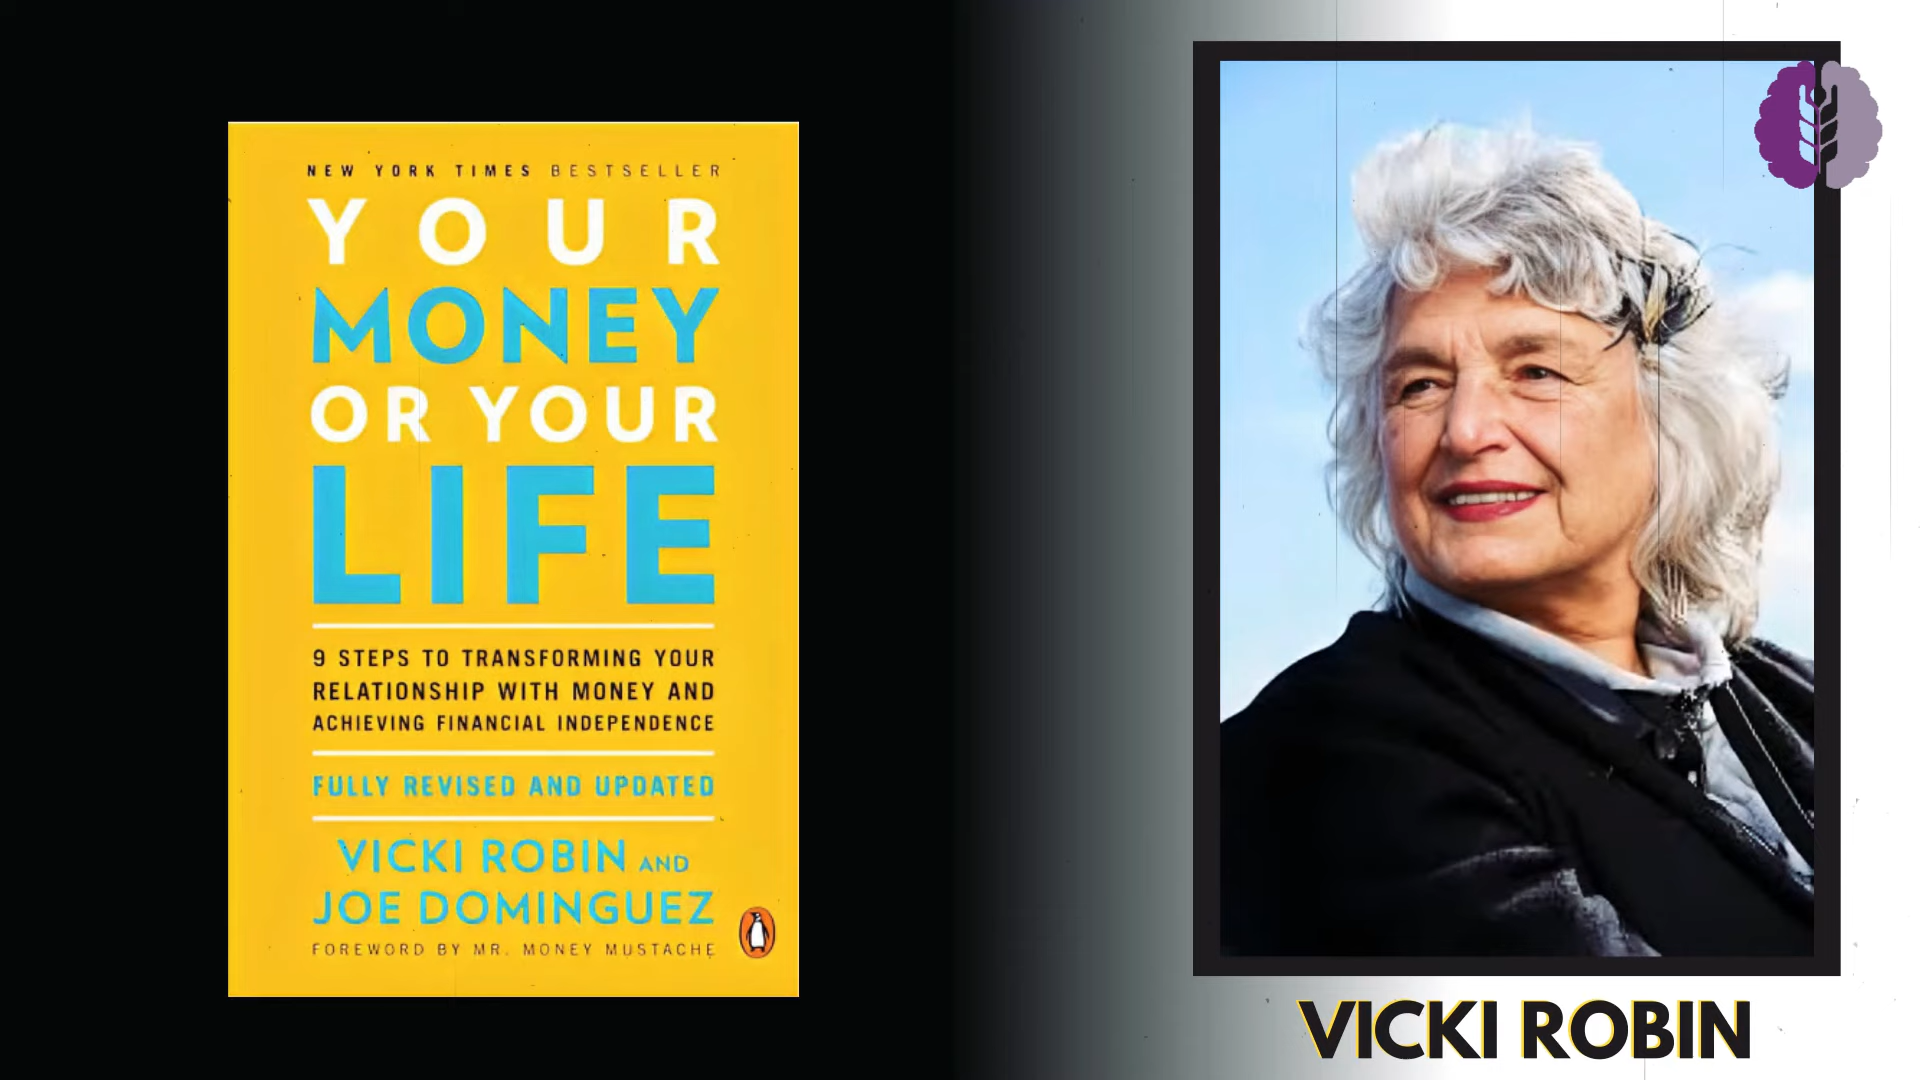 NEW YORK TIMES BESTSELLER
YOUR
MONEY
OR YOUR
LIFE
9 STEPS TO TRANSFORMING YOUR
RELATIONSHIP WITH MONEY AND
ACHIEVING FINANCIAL INDEPENDENCE
FULLY REVISED AND UPDATED
VICKI ROBIN AND
JOE DOMINGUEZ
FOREWORD BY MR. MONEY MUSTACHE
VICKI ROBIN